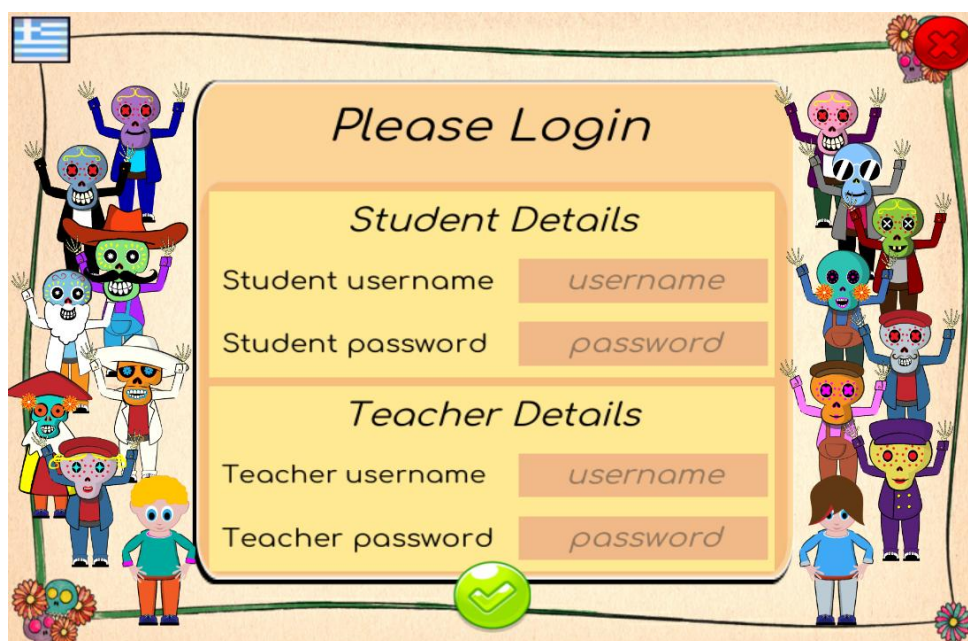 Please Login
Student Details
Student username username
Student password password
Teacher Details
Teacher username username
Teacher password password